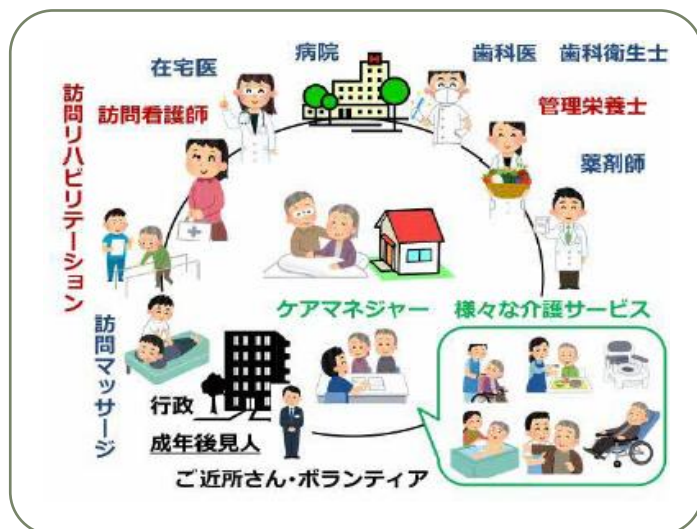 病院
歯科医 歯科衛生士
在宅医
訪問看護師
管理栄養士
薬剤師
訪問リハビリテーション
訪問マッサージ
ケアマネジャー
様々な介護サービス
行政
成年後見人
ご近所さん・ボランティア